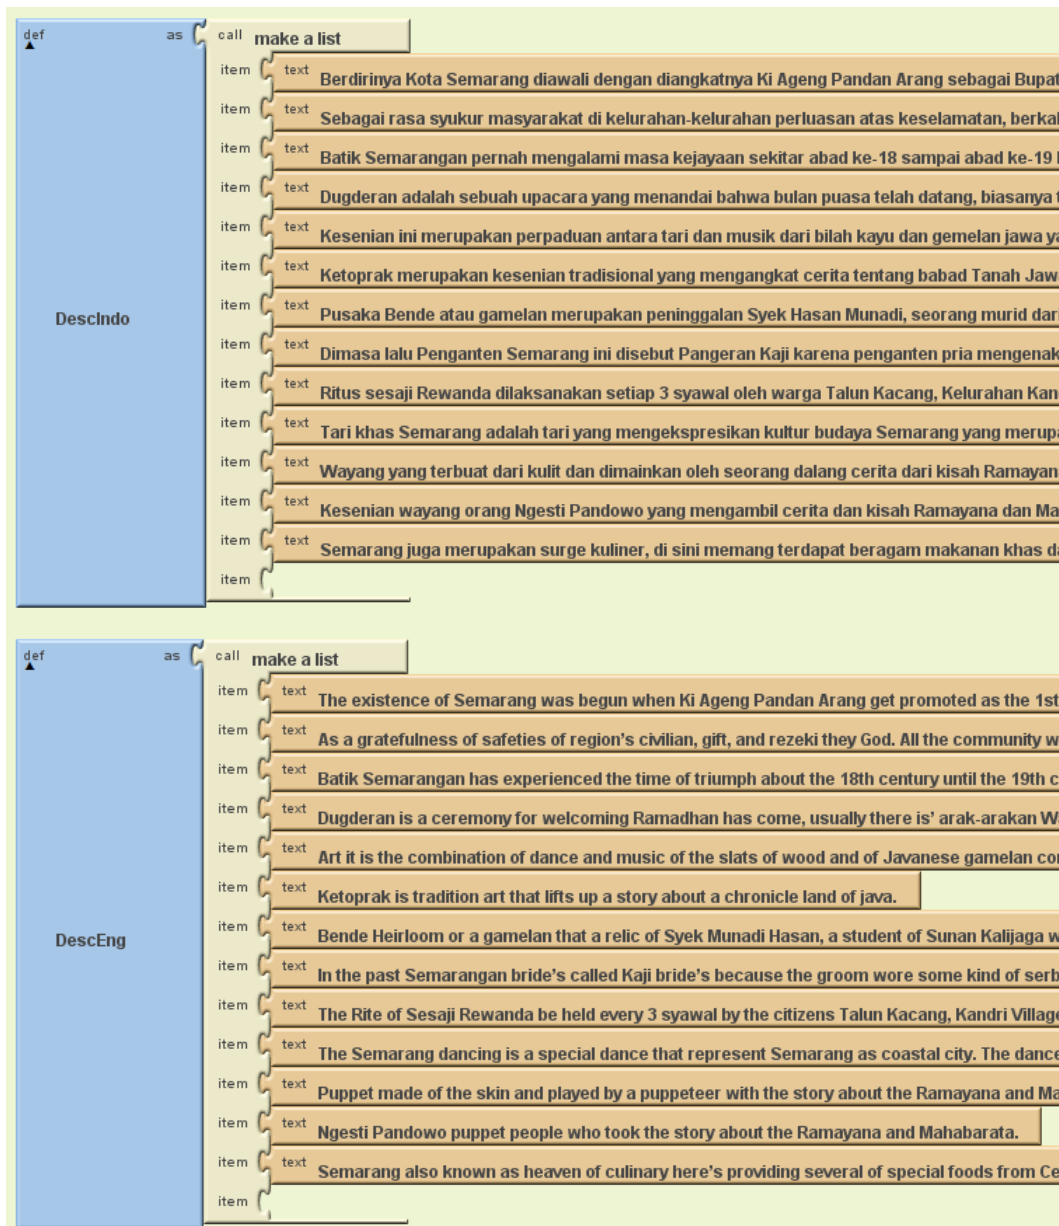 def as call make a list
item text Berdirinya Kota Semarang diawali dengan diangkatnya Ki Ageng Pandan Arang sebagai Bupat
item text Sebagai rasa syukur masyarakat di kelurahan-kelurahan perluasan atas keselamatan, berkal
item text Batik Semarangan pernah mengalami masa kejayaan sekitar abad ke-18 sampai abad ke-19
item text Dugderan adalah sebuah upacara yang menandai bahwa bulan puasa telah datang, biasanya
item text Kesenian ini merupakan perpaduan antara tari dan musik dari bilah kayu dan gemelan jawa ya
item text Ketoprak merupakan kesenian tradisional yang mengangkat cerita tentang babad Tanah Jaw
DescIndo
item text Pusaka Bende atau gamelan merupakan peninggalan Syek Hasan Munadi, seorang murid dari
item text Dimasa lalu Penganten Semarang ini disebut Pangeran Kaji karena penganten pria mengenak
item text Ritus sesaji Rewanda dilaksanakan setiap 3 syawal oleh warga Talun Kacang, Kelurahan Kan
item text Tari khas Semarang adalah tari yang mengekspresikan kultur budaya Semarang yang merupa
item text Wayang yang terbuat dari kulit dan dimainkan oleh seorang dalang cerita dari kisah Ramayan
item text Kesenian wayang orang Ngesti Pandowo yang mengambil cerita dan kisah Ramayana dan Ma
item text Semarang juga merupakan surge kuliner, di sini memang terdapat beragam makanan khas da
item
def as call make a list
item text The existence of Semarang was begun when Ki Ageng Pandan Arang get promoted as the 1st
item text As a gratefulness of safeties of region's civilian, gift, and rezeki they God. All the community w
item text Batik Semarangan has experienced the time of triumph about the 18th century until the 19th c
item text Dugderan is a ceremony for welcoming Ramadhan has come, usually there is' arak-arakan Wa
item text Art it is the combination of dance and music of the slats of wood and of Javanese gamelan co
item text Ketoprak is tradition art that lifts up a story about a chronicle land of java.
DescEng
item text Bende Heirloom or a gamelan that a relic of Syek Munadi Hasan, a student of Sunan Kalijaga w
item text In the past Semarangan bride's called Kaji bride's because the groom wore some kind of serb
item text The Rite of Sesaji Rewanda be held every 3 syawal by the citizens Talun Kacang, Kandri Village
item text The Semarang dancing is a special dance that represent Semarang as coastal city. The dance
item text Puppet made of the skin and played by a puppeteer with the story about the Ramayana and Ma
item text Ngesti Pandowo puppet people who took the story about the Ramayana and Mahabarata.
item text Semarang also known as heaven of culinary here's providing several of special foods from Ce
item